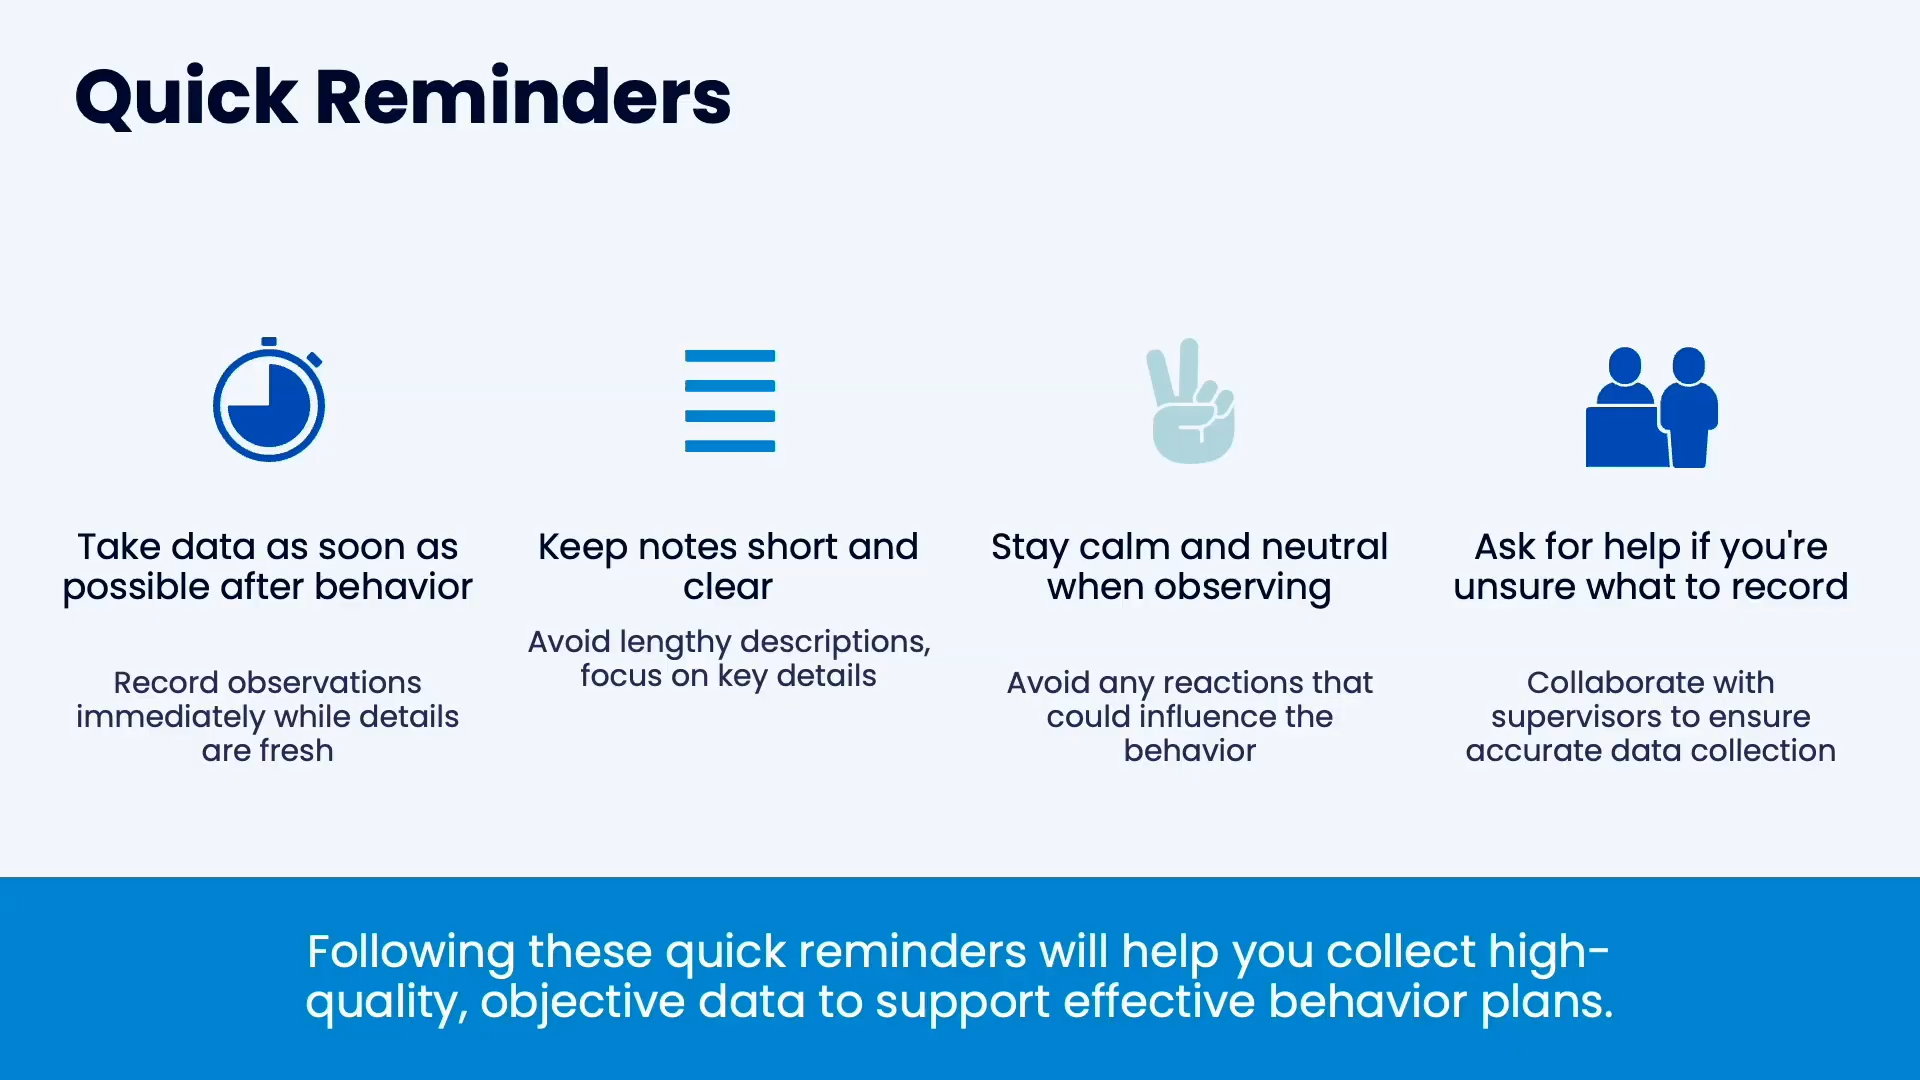 Quick Reminders
Take data as soon as
possible after behavior
Record observations
immediately while details
are fresh
Keep notes short and
clear
Avoid lengthy descriptions,
focus on key details
Stay calm and neutral
when observing
Avoid any reactions that
could influence the
behavior
Ask for help if you're
unsure what to record
Collaborate with
supervisors to ensure
accurate data collection
Following these quick reminders will help you collect high-
quality, objective data to support effective behavior plans.